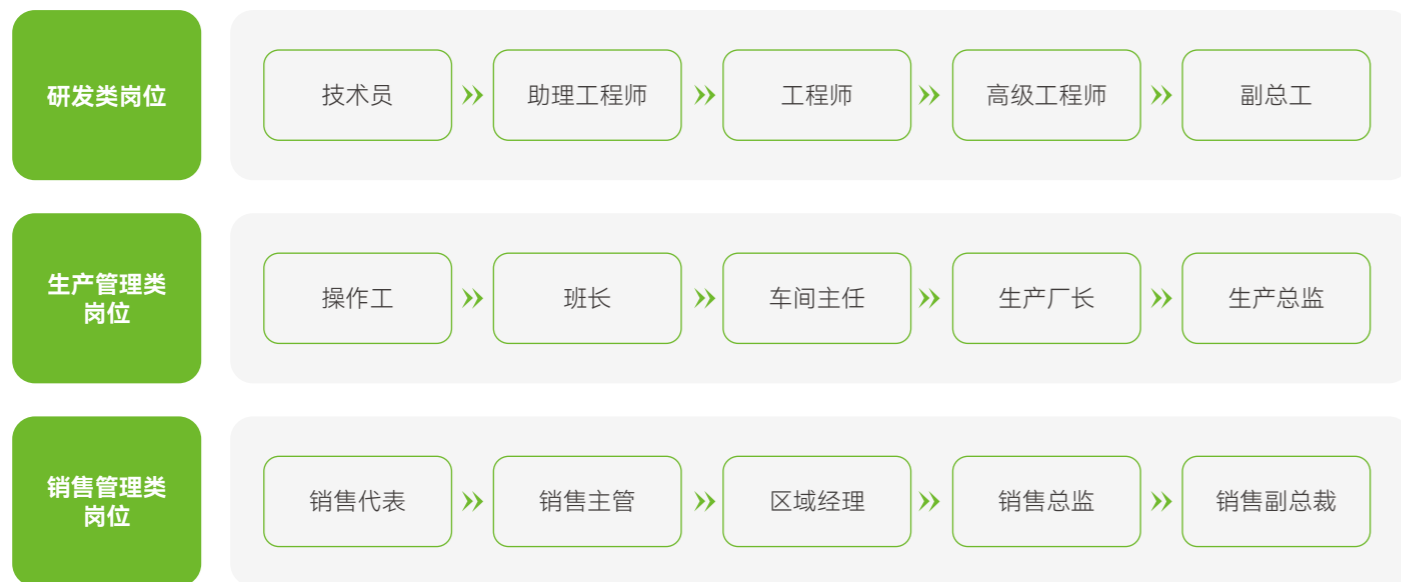 研发类岗位
技术员
助理工程师
工程师
高级工程师
副总工
生产管理类
岗位
操作工
班长
车间主任
生产厂长
生产总监
销售管理类
岗位
销售代表
销售主管
区域经理
销售总监
销售副总裁